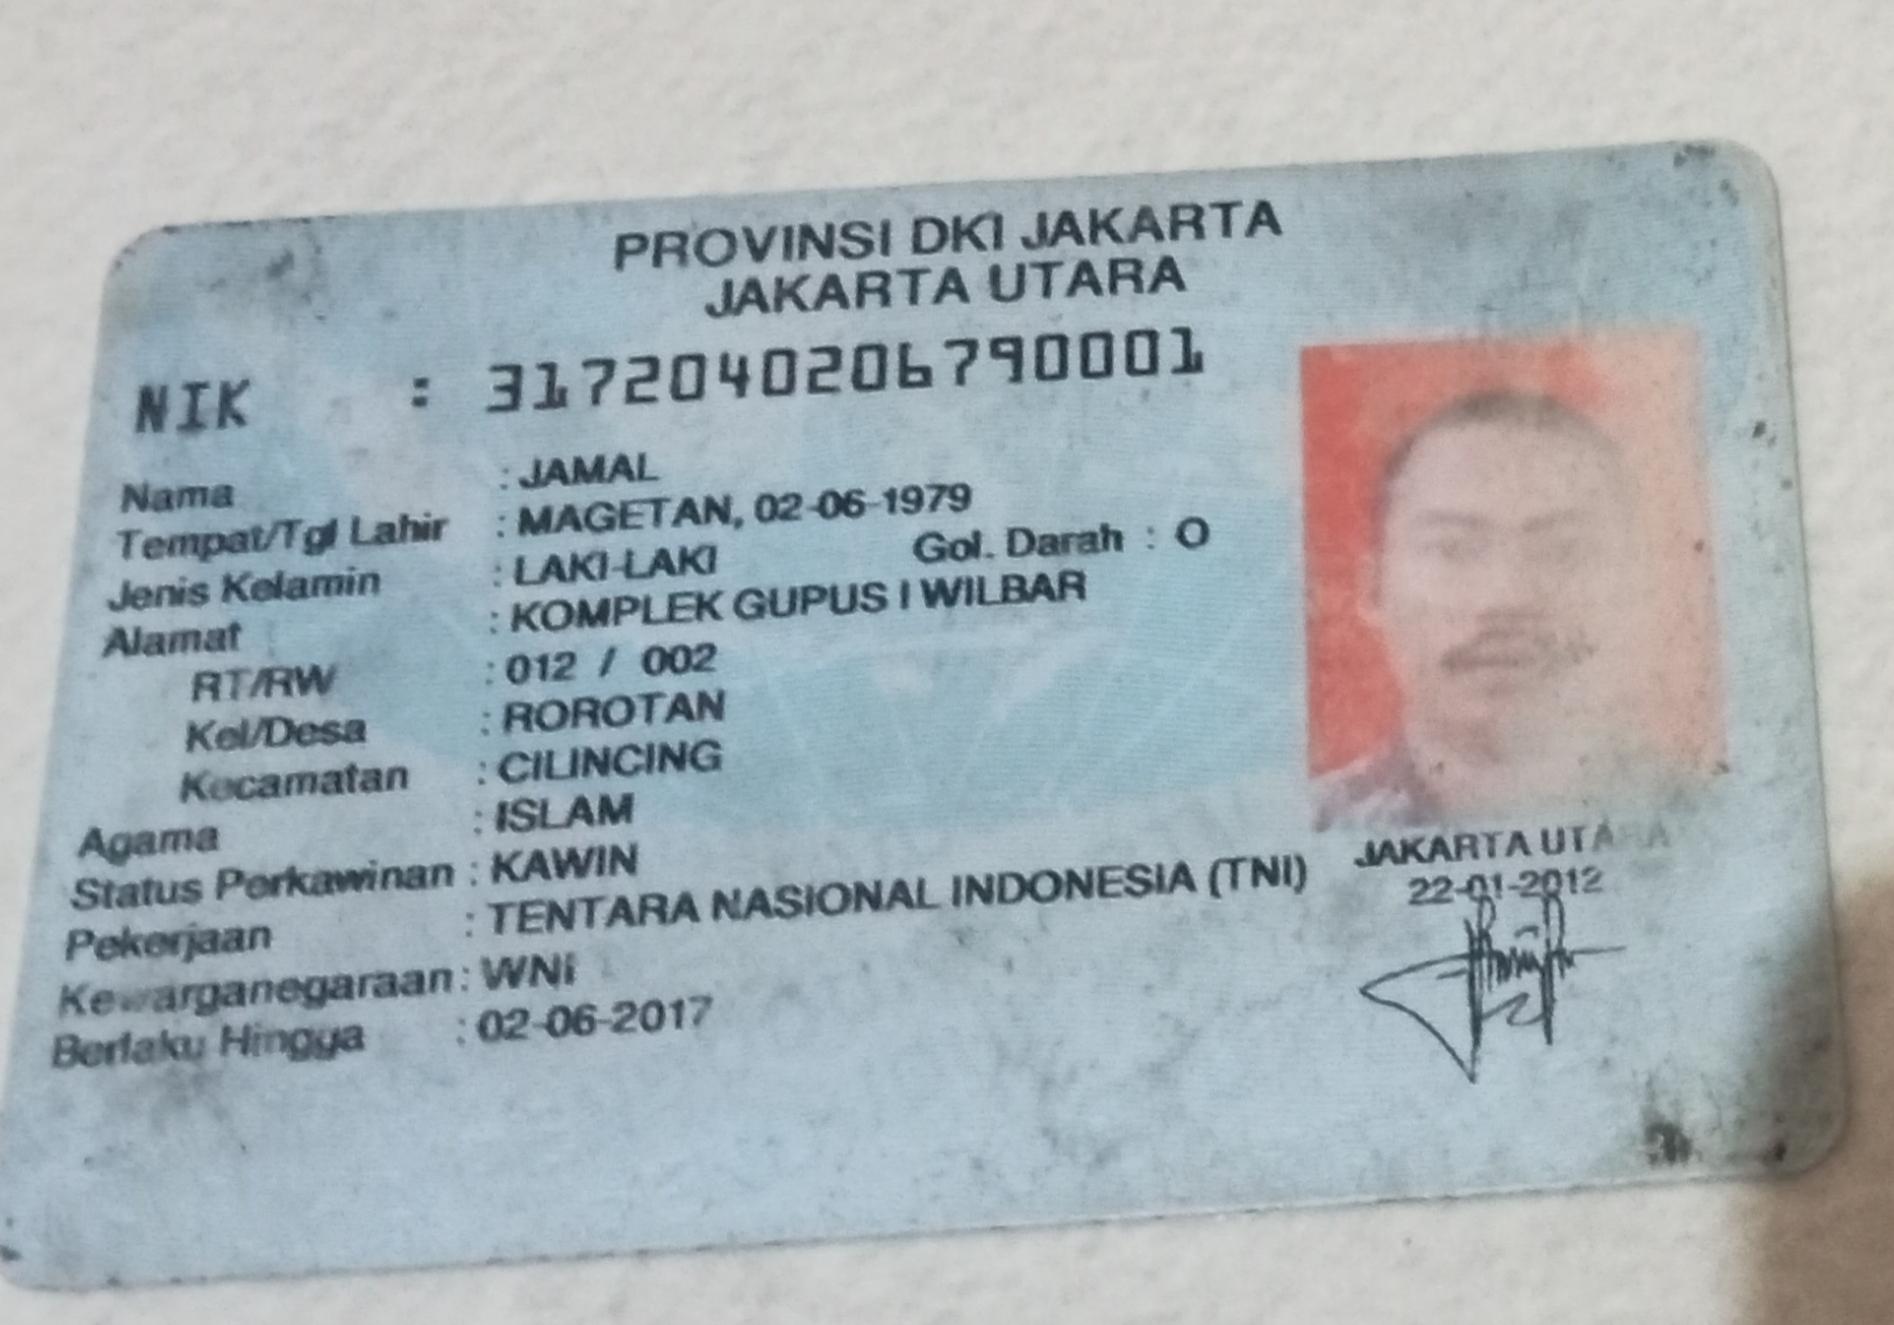 PROVINSI DKI JAKARTA
JAKARTA UTARA
NIK : 3172040206790001
Nama : JAMAL
Tempat/Tgl Lahir : MAGETAN, 02-06-1979
Jenis Kelamin : LAKI-LAKI Gol. Darah : O
Alamat : KOMPLEK GUPUS I WILBAR
RT/RW : 012 / 002
Kel/Desa : ROROTAN
Kecamatan : CILINCING
Agama : ISLAM
Status Perkawinan : KAWIN
Pekerjaan : TENTARA NASIONAL INDONESIA (TNI)
Kewarganegaraan : WNI
Berlaku Hingga : 02-06-2017
JAKARTA UTARA
22-01-2012